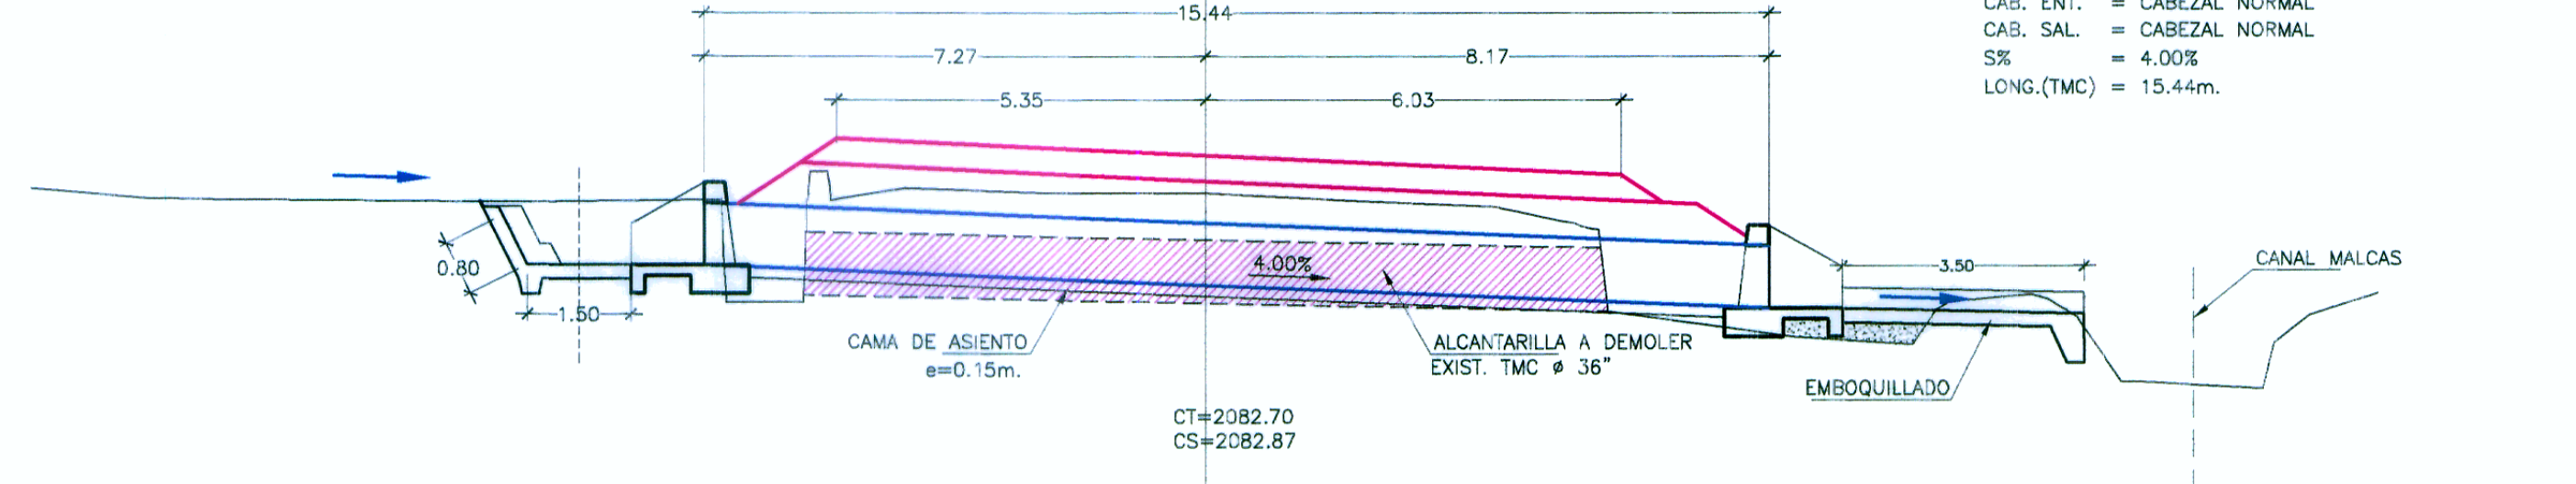 15.44
CAB. ENT. = CABEZAL NORMAL
7.27
8.17
CAB. SAL. = CABEZAL NORMAL
S% = 4.00%
LONG.(TMC) = 15.44m.
5.35
6.03
0.80
4.00%
3.50
CANAL MALCAS
1.50
CAMA DE ASIENTO
e=0.15m.
ALCANTARILLA A DEMOLER
EXIST. TMC ø 36"
EMBOQUILLADO
CT=2082.70
CS=2082.87